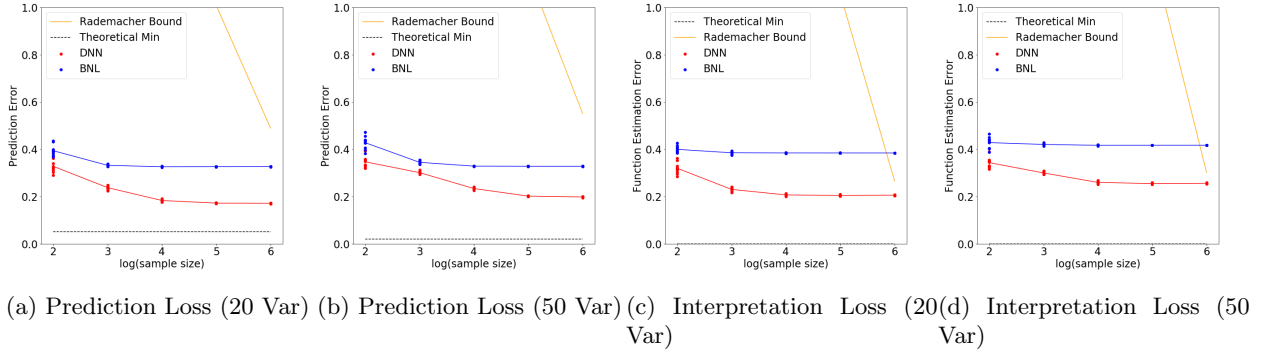 Rademacher Bound
Theoretical Min
DNN
BNL
Prediction Error
1.0
0.8
0.6
0.4
0.2
0.0
2 3 4 5 6
log(sample size)
(a) Prediction Loss (20 Var)
Rademacher Bound
Theoretical Min
DNN
BNL
Prediction Error
1.0
0.8
0.6
0.4
0.2
0.0
2 3 4 5 6
log(sample size)
(b) Prediction Loss (50 Var)
Theoretical Min
Rademacher Bound
DNN
BNL
Function Estimation Error
1.0
0.8
0.6
0.4
0.2
0.0
2 3 4 5 6
log(sample size)
(c) Interpretation Loss (20
Var)
Theoretical Min
Rademacher Bound
DNN
BNL
Function Estimation Error
1.0
0.8
0.6
0.4
0.2
0.0
2 3 4 5 6
log(sample size)
(d) Interpretation Loss (50
Var)